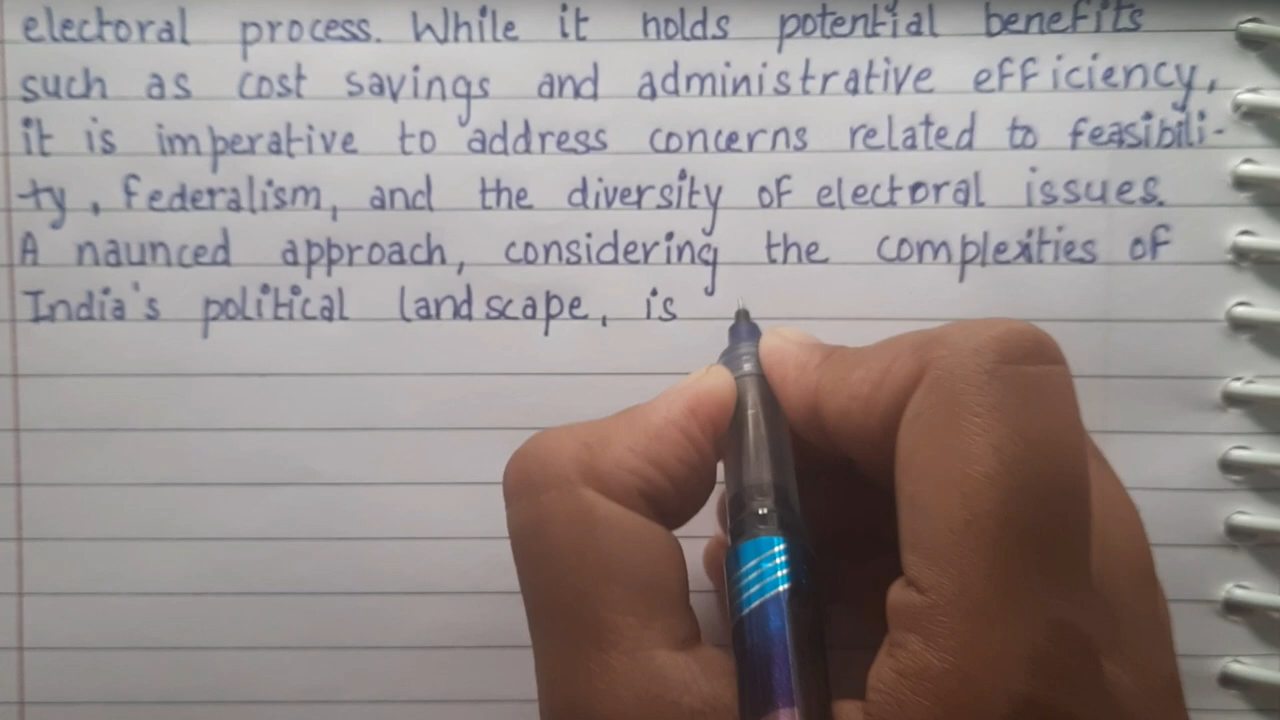 electoral process. While it holds potential benefits
such as cost savings and administrative efficiency,
it is imperative to address concerns related to feasibili-
ty, federalism, and the diversity of electoral issues.
A naunced approach, considering the complexities of
India's political landscape, is